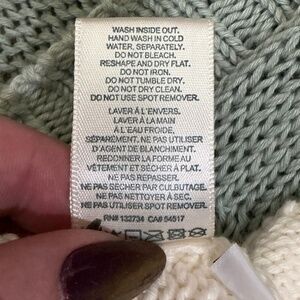 WASH INSIDE OUT.
HAND WASH IN COLD
WATER, SEPARATELY.
DO NOT BLEACH.
RESHAPE AND DRY FLAT.
DO NOT IRON.
DO NOT TUMBLE DRY.
DO NOT DRY CLEAN.
DO NOT USE SPOT REMOVER.
LAVER À L'ENVERS.
LAVER À LA MAIN
À L'EAU FROIDE,
SÉPARÉMENT. NE PAS UTILISER
D'AGENT DE BLANCHIMENT.
REDONNER LA FORME AU
VÊTEMENT ET SÉCHER À PLAT.
NE PAS REPASSER.
NE PAS SÉCHER PAR CULBUTAGE.
NE PAS NETTOYER À SEC.
NE PAS UTILISER SPOT REMOVER.
RN# 132734 CA# 54517